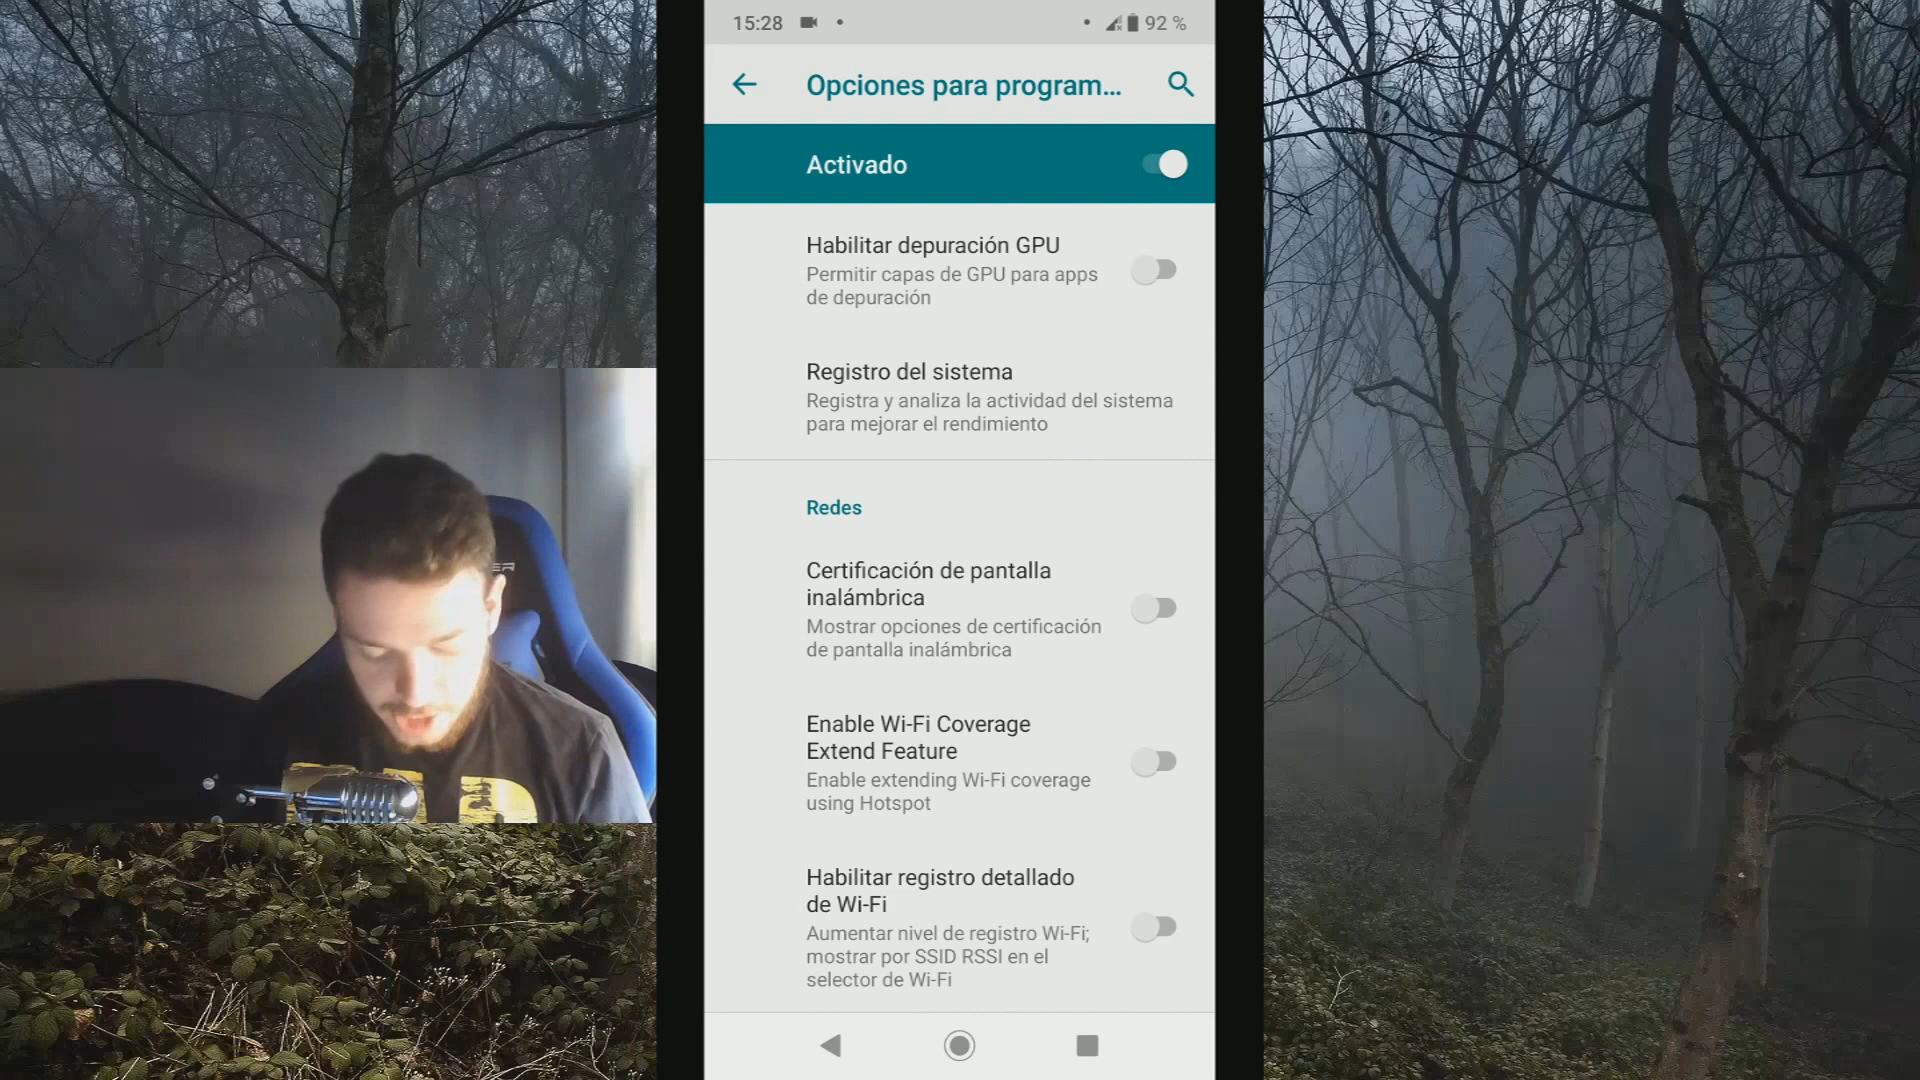 15:28
92 %
Opciones para program...
Activado
Habilitar depuración GPU
Permitir capas de GPU para apps
de depuración
Registro del sistema
Registra y analiza la actividad del sistema
para mejorar el rendimiento
Redes
Certificación de pantalla
inalámbrica
Mostrar opciones de certificación
de pantalla inalámbrica
Enable Wi-Fi Coverage
Extend Feature
Enable extending Wi-Fi coverage
using Hotspot
Habilitar registro detallado
de Wi-Fi
Aumentar nivel de registro Wi-Fi;
mostrar por SSID RSSI en el
selector de Wi-Fi